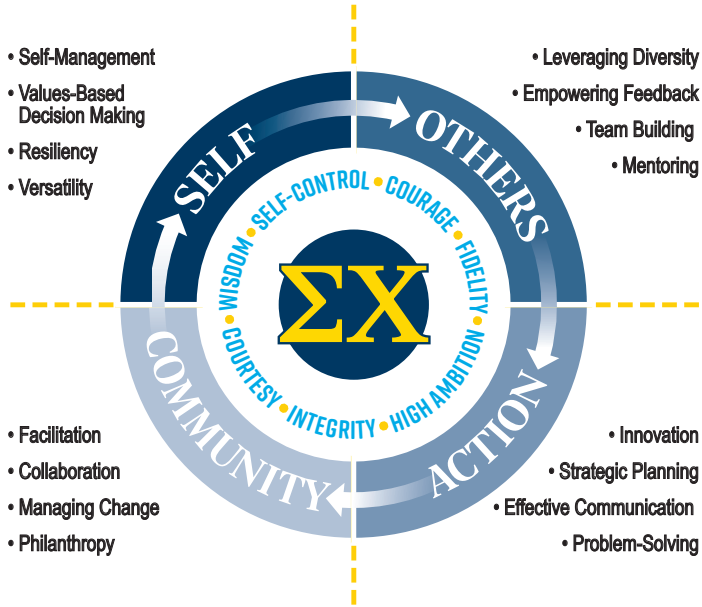 • Self-Management
• Values-Based
Decision Making
• Resiliency
• Versatility
• Leveraging Diversity
• Empowering Feedback
• Team Building
• Mentoring
SELF
OTHERS
ACTION
COMMUNITY
WISDOM • SELF-CONTROL • COURAGE • FIDELITY • HIGH AMBITION • INTEGRITY • COURTESY •
ΣΧ
• Facilitation
• Collaboration
• Managing Change
• Philanthropy
• Innovation
• Strategic Planning
• Effective Communication
• Problem-Solving